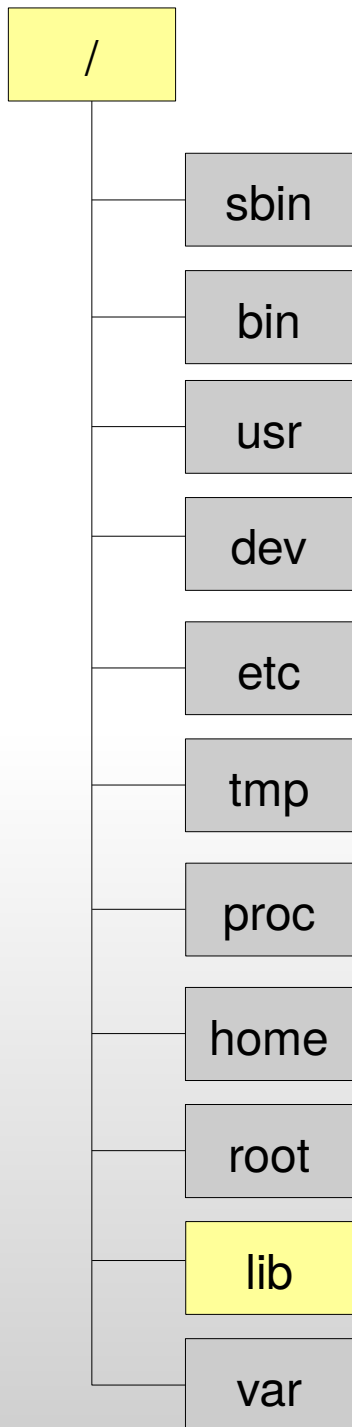 /
sbin
bin
usr
dev
etc
tmp
proc
home
root
lib
var